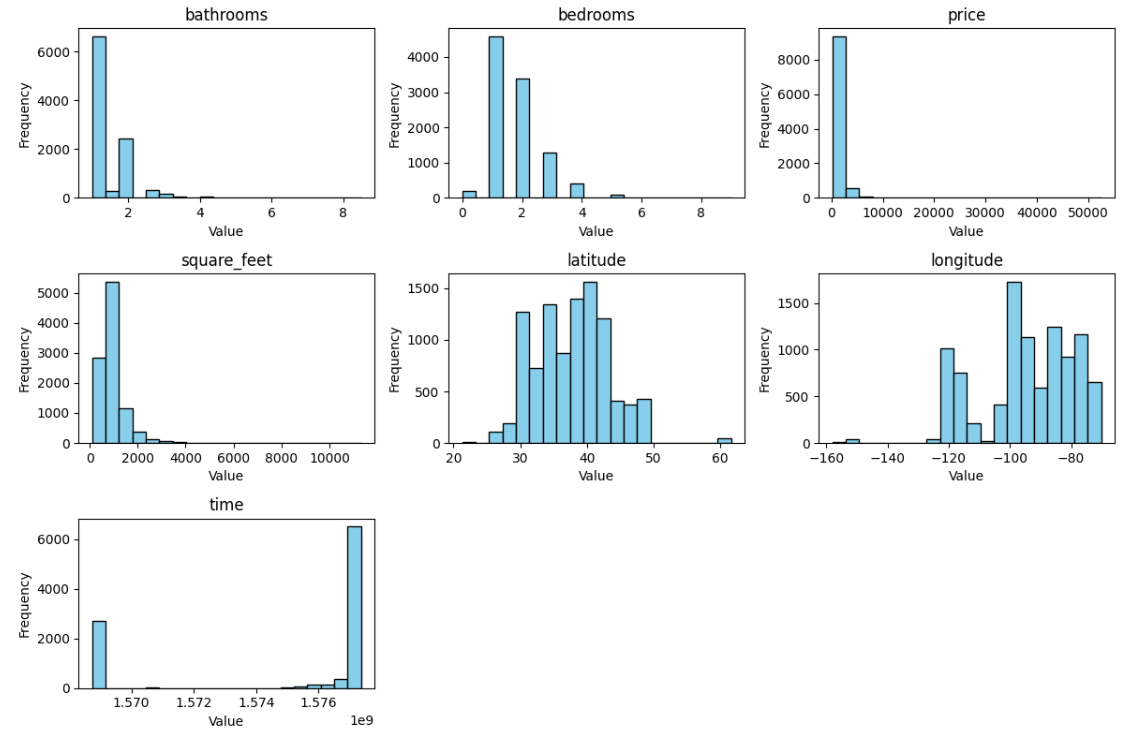 bathrooms
Frequency
6000
4000
2000
0
2 4 6 8
Value
bedrooms
Frequency
4000
3000
2000
1000
0
0 2 4 6 8
Value
price
Frequency
8000
6000
4000
2000
0
0 10000 20000 30000 40000 50000
Value
square_feet
Frequency
5000
4000
3000
2000
1000
0
0 2000 4000 6000 8000 10000
Value
latitude
Frequency
1500
1000
500
0
20 30 40 50 60
Value
longitude
Frequency
1500
1000
500
0
−160 −140 −120 −100 −80
Value
time
Frequency
6000
4000
2000
0
1.570 1.572 1.574 1.576
Value
1e9